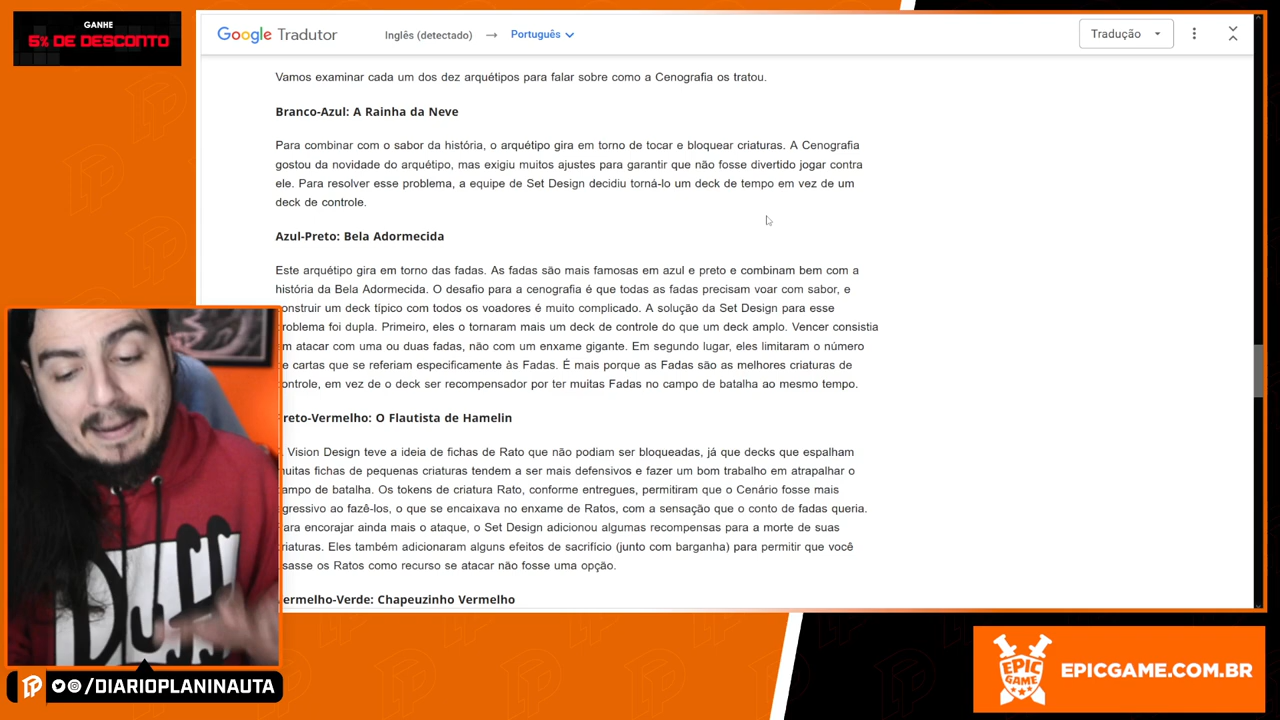 GANHE
5% DE DESCONTO
Google Tradutor
Inglês (detectado)
Português
Tradução
Vamos examinar cada um dos dez arquétipos para falar sobre como a Cenografia os tratou.
Branco-Azul: A Rainha da Neve
Para combinar com o sabor da história, o arquétipo gira em torno de tocar e bloquear criaturas. A Cenografia
gostou da novidade do arquétipo, mas exigiu muitos ajustes para garantir que não fosse divertido jogar contra
ele. Para resolver esse problema, a equipe de Set Design decidiu torná-lo um deck de tempo em vez de um
deck de controle.
Azul-Preto: Bela Adormecida
Este arquétipo gira em torno das fadas. As fadas são mais famosas em azul e preto e combinam bem com a
história da Bela Adormecida. O desafio para a cenografia é que todas as fadas precisam voar com sabor, e
onstruir um deck típico com todos os voadores é muito complicado. A solução da Set Design para esse
roblema foi dupla. Primeiro, eles o tornaram mais um deck de controle do que um deck amplo. Vencer consistia
m atacar com uma ou duas fadas, não com um enxame gigante. Em segundo lugar, eles limitaram o número
e cartas que se referiam especificamente às Fadas. É mais porque as Fadas são as melhores criaturas de
ontrole, em vez de o deck ser recompensador por ter muitas Fadas no campo de batalha ao mesmo tempo.
reto-Vermelho: O Flautista de Hamelin
Vision Design teve a ideia de fichas de Rato que não podiam ser bloqueadas, já que decks que espalham
uitas fichas de pequenas criaturas tendem a ser mais defensivos e fazer um bom trabalho em atrapalhar o
ampo de batalha. Os tokens de criatura Rato, conforme entregues, permitiram que o Cenário fosse mais
gressivo ao fazê-los, o que se encaixava no enxame de Ratos, com a sensação que o conto de fadas queria.
ara encorajar ainda mais o ataque, o Set Design adicionou algumas recompensas para a morte de suas
riaturas. Eles também adicionaram alguns efeitos de sacrifício (junto com barganha) para permitir que você
sasse os Ratos como recurso se atacar não fosse uma opção.
ermelho-Verde: Chapeuzinho Vermelho
/DIARIOPLANINAUTA
EPIC
GAME
EPICGAME.COM.BR